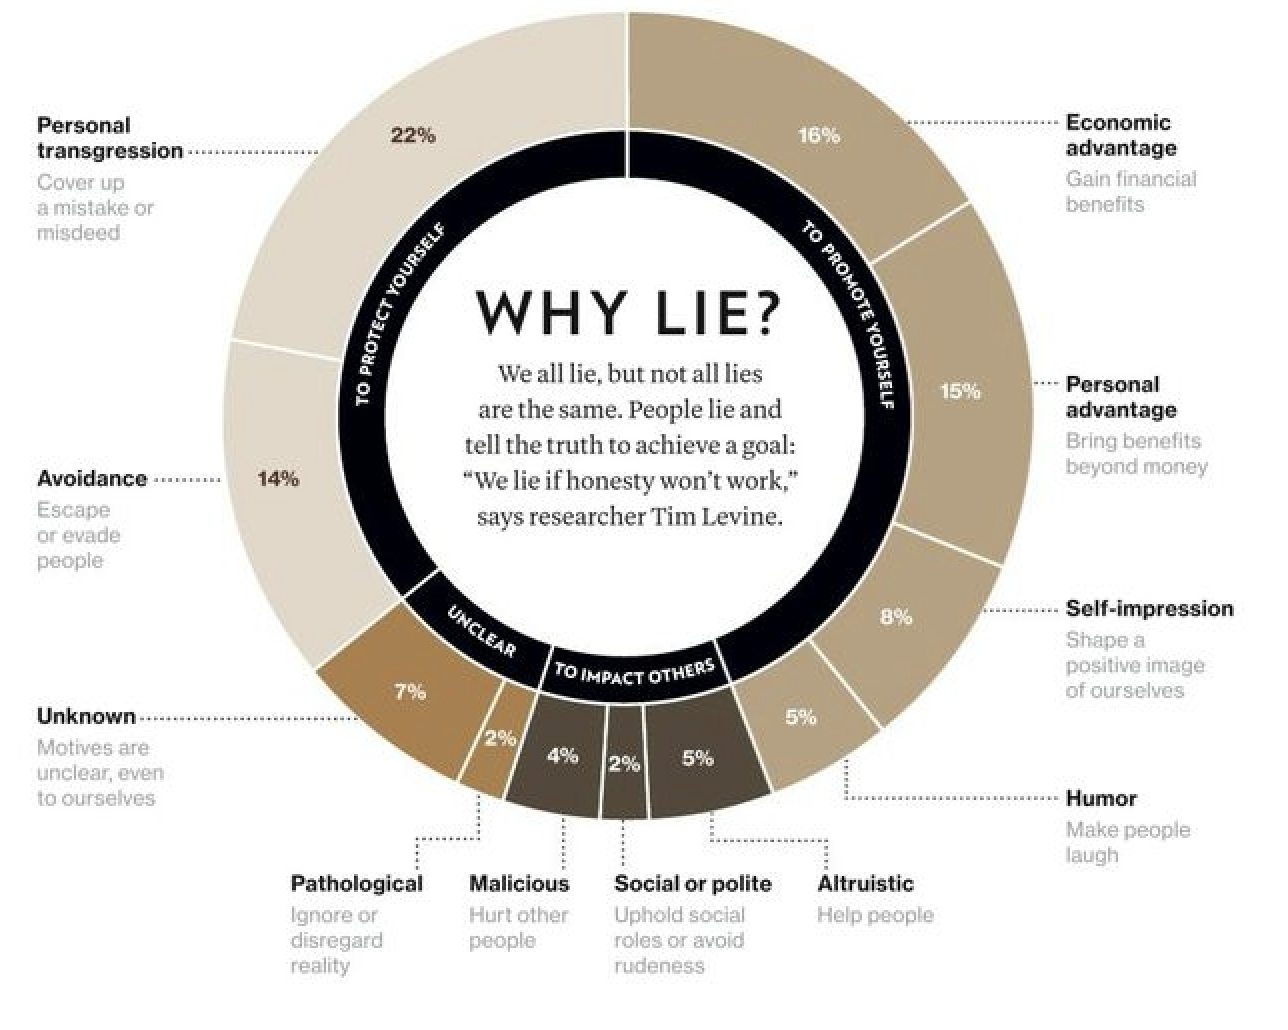 22%
16%
Personal
transgression
Cover up
a mistake or
misdeed
Economic
advantage
Gain financial
benefits
TO PROTECT YOURSELF
TO PROMOTE YOURSELF
WHY LIE?
We all lie, but not all lies
are the same. People lie and
tell the truth to achieve a goal:
“We lie if honesty won’t work,”
says researcher Tim Levine.
15%
Personal
advantage
Bring benefits
beyond money
14%
Avoidance
Escape
or evade
people
8%
Self-impression
Shape a
positive image
of ourselves
UNCLEAR
TO IMPACT OTHERS
7%
2%
4%
2%
5%
5%
Unknown
Motives are
unclear, even
to ourselves
Humor
Make people
laugh
Pathological
Ignore or
disregard
reality
Malicious
Hurt other
people
Social or polite
Uphold social
roles or avoid
rudeness
Altruistic
Help people